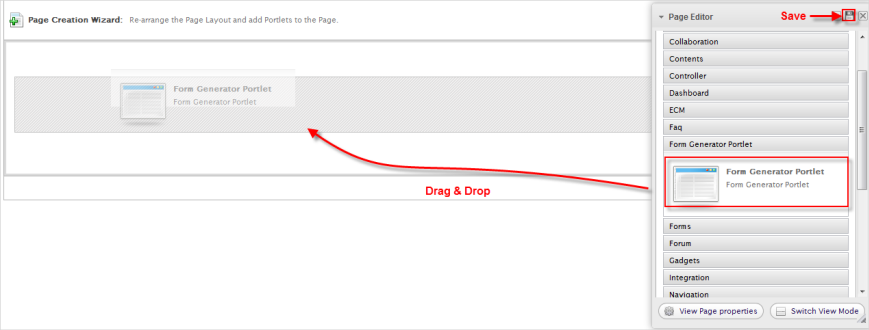 Page Creation Wizard: Re-arrange the Page Layout and add Portlets to the Page.
Form Generator Portlet
Form Generator Portlet
Drag & Drop
Save
Page Editor
Collaboration
Contents
Controller
Dashboard
ECM
Faq
Form Generator Portlet
Form Generator Portlet
Form Generator Portlet
Forms
Forum
Gadgets
Integration
Navigation
View Page properties
Switch View Mode